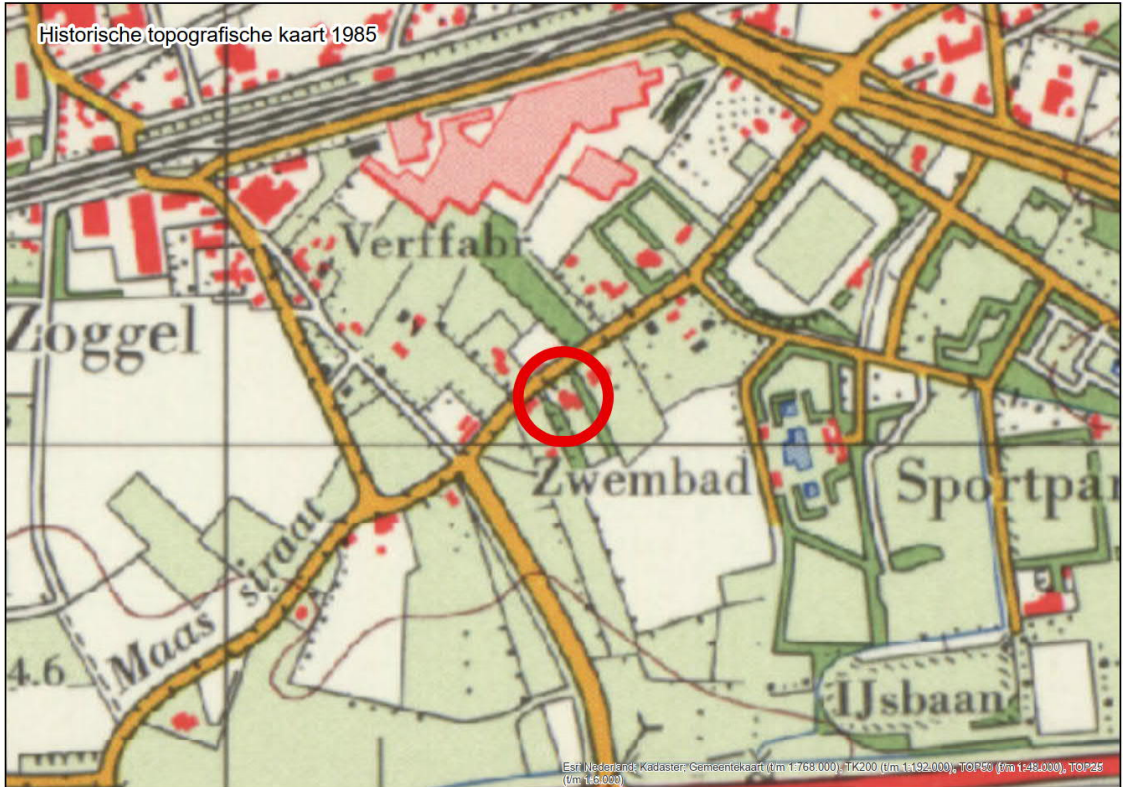 Historische topografische kaart 1985
Verffabr
Zoggel
Zwembad
Sportpar
Maas
straat
4.6
IJsbaan
Esri Nederland; Kadaster; Gemeentekaart (t/m 1:768.000), TK200 (t/m 1:192.000), TOP50 (t/m 1:48.000), TOP25
(t/m 1:6.000)